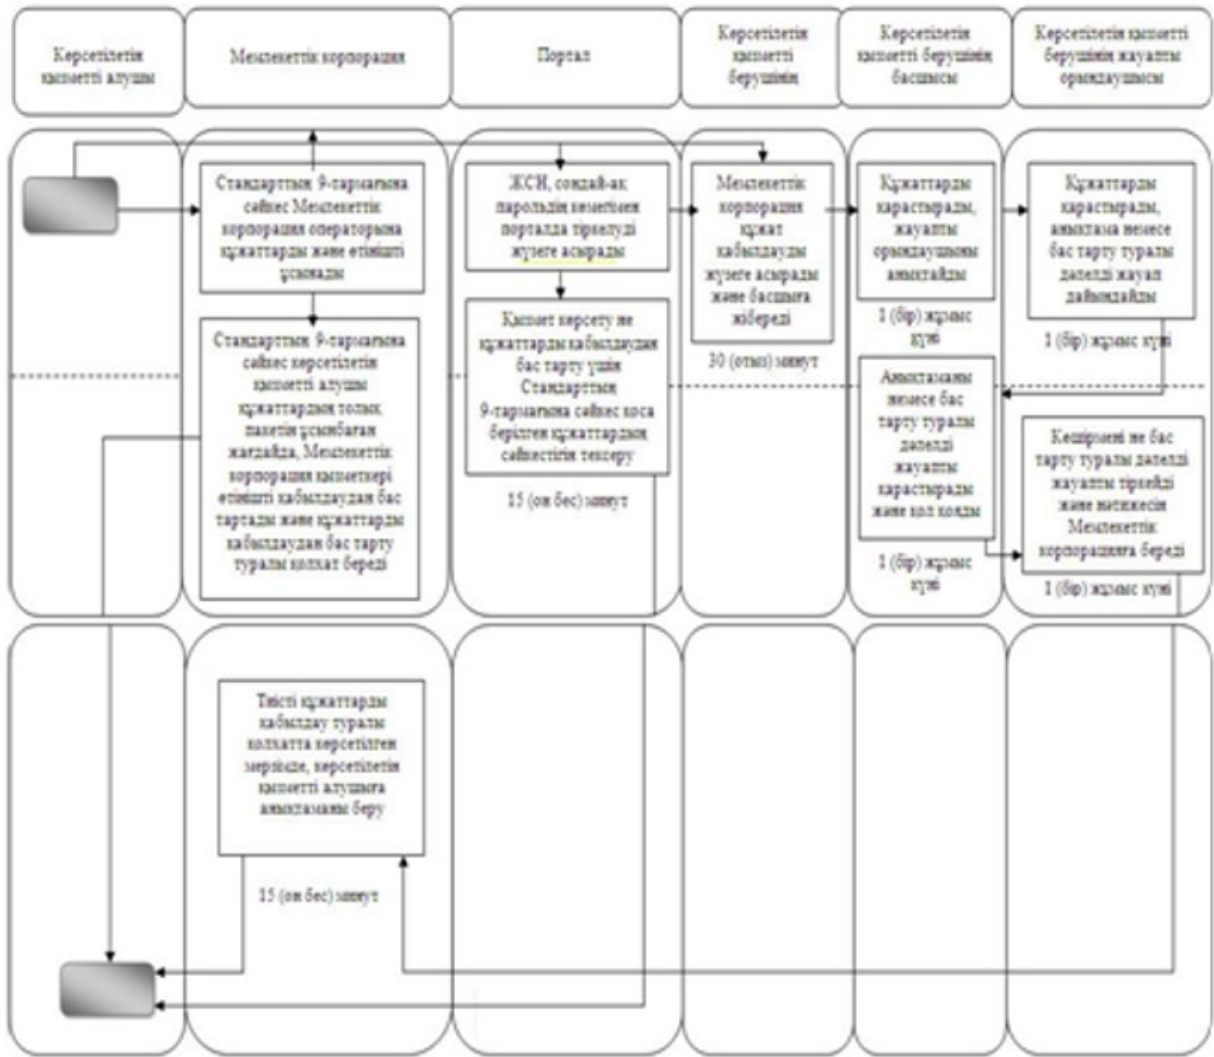 Көрсетілетін
қызметті алушы
Мемлекеттік корпорация
Портал
Көрсетілетін
қызметті
берушінің
Көрсетілетін
қызметті берушінің
басшысы
Көрсетілетін қызметті
берушінің жауапты
орындаушысы
Стандарттың 9-тармағына
сәйкес Мемлекеттік
корпорация операторына
құжаттарды және өтінішті
ұсынады
Стандарттың 9-тармағына
сәйкес көрсетілетін
қызметті алушы
құжаттардың толық
пакетін ұсынбаған
жағдайда, Мемлекеттік
корпорация қызметкері
өтінішті қабылдаудан бас
тартады және құжаттарды
қабылдаудан бас тарту
туралы қолхат береді
ЖСН, сондай-ақ
парольдің көмегімен
порталда тіркелуді
жүзеге асырады
Қызмет көрсету не
құжаттарды қабылдаудан
бас тарту үшін
Стандарттың
9-тармағына сәйкес қоса
берілген құжаттардың
сәйкестігін тексеру
15 (он бес) минут
Мемлекеттік
корпорация
құжат
қабылдауды
жүзеге асырады
және басшыға
жібереді
30 (отыз) минут
Құжаттарды
қарастырады,
жауапты
орындаушыны
анықтайды
1 (бір) жұмыс
күні
Анықтаманы
немесе бас
тарту туралы
дәлелді
жауапты
қарастырады
және қол қояды
1 (бір) жұмыс
күні
Құжаттарды
қарастырады,
анықтама немесе
бас тарту туралы
дәлелді жауап
дайындайды
1 (бір) жұмыс күні
Көшірмені не бас
тарту туралы дәлелді
жауапты тіркейді
және нәтижесін
Мемлекеттік
корпорацияға береді
1 (бір) жұмыс күні
Тиісті құжаттарды
қабылдау туралы
қолхатта көрсетілген
мерзімде, көрсетілетін
қызметті алушыға
анықтаманы беру
15 (он бес) минут